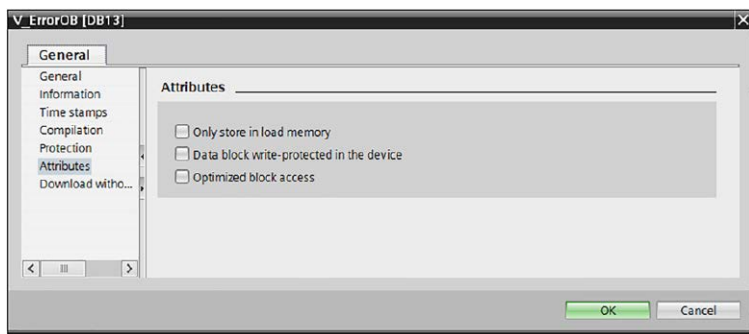 V_ErrorOB [DB13]
General
General
Information
Time stamps
Compilation
Protection
Attributes
Download witho...
Attributes
Only store in load memory
Data block write-protected in the device
Optimized block access
OK
Cancel